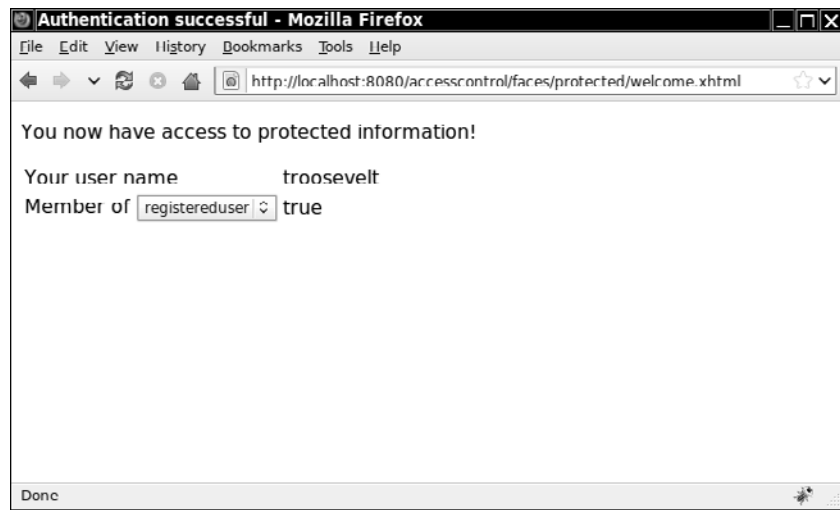 Authentication successful - Mozilla Firefox
File Edit View History Bookmarks Tools Help
http://localhost:8080/accesscontrol/faces/protected/welcome.xhtml
You now have access to protected information!
Your user name troosevelt
Member of registereduser true
Done